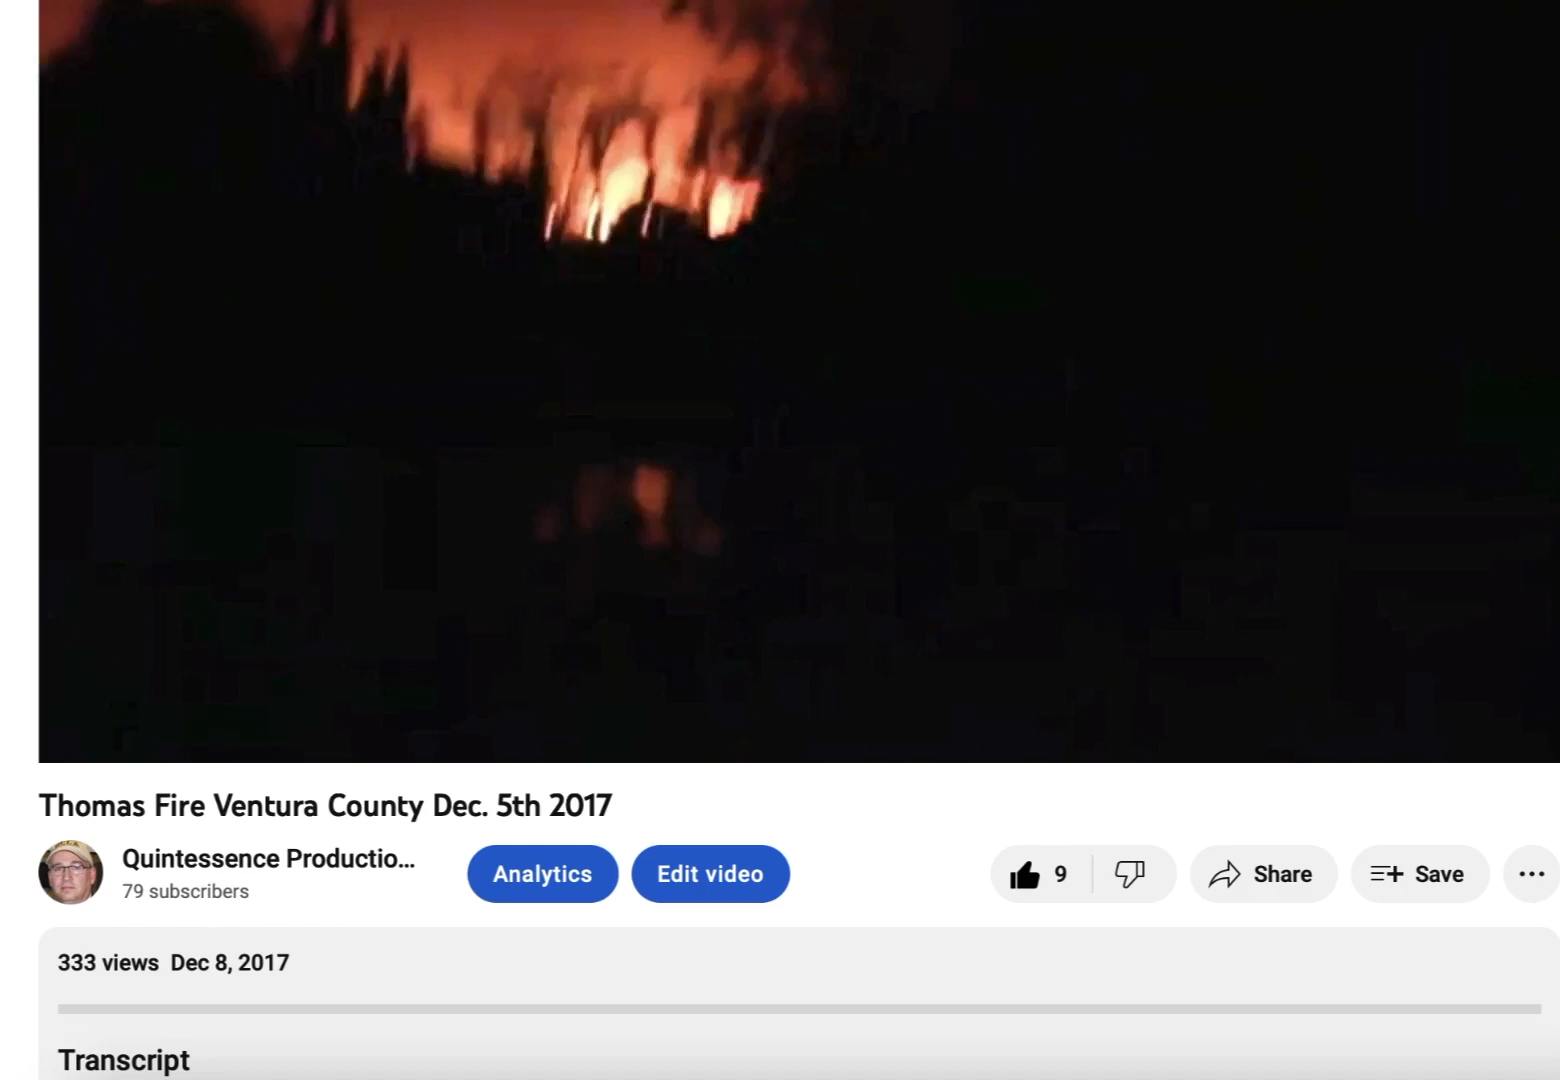 Thomas Fire Ventura County Dec. 5th 2017
Quintessence Productio...
79 subscribers
Analytics
Edit video
9
Share
Save
333 views Dec 8, 2017
Transcript